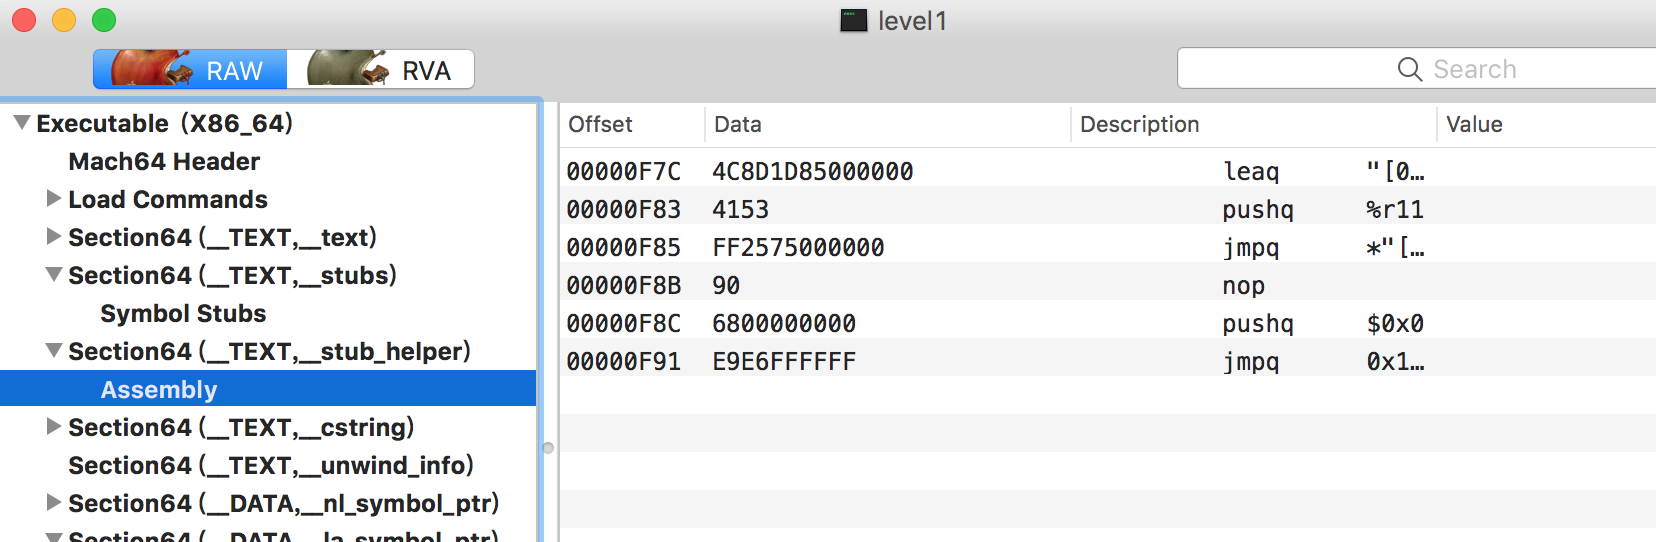 level1
RAW RVA Search
Executable (X86_64)
Mach64 Header
Load Commands
Section64 (__TEXT,__text)
Section64 (__TEXT,__stubs)
Symbol Stubs
Section64 (__TEXT,__stub_helper)
Assembly
Section64 (__TEXT,__cstring)
Section64 (__TEXT,__unwind_info)
Section64 (__DATA,__nl_symbol_ptr)
Section64 (__DATA,__la_symbol_ptr)
Offset Data Description Value
00000F7C 4C8D1D85000000 leaq "[0…
00000F83 4153 pushq %r11
00000F85 FF2575000000 jmpq *"[…
00000F8B 90 nop
00000F8C 6800000000 pushq $0x0
00000F91 E9E6FFFFFF jmpq 0x1…